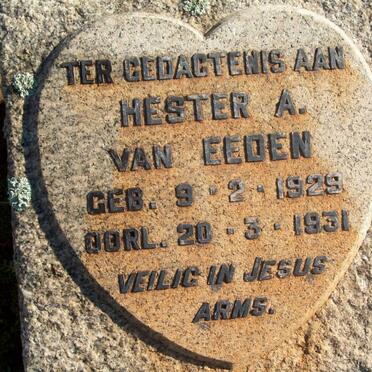 TER GEDACTENIS AAN
HESTER A.
VAN EEDEN
GEB. 9 · 2 · 1929
OORL. 20 · 3 · 1931
VEILIG IN JESUS
ARMS.